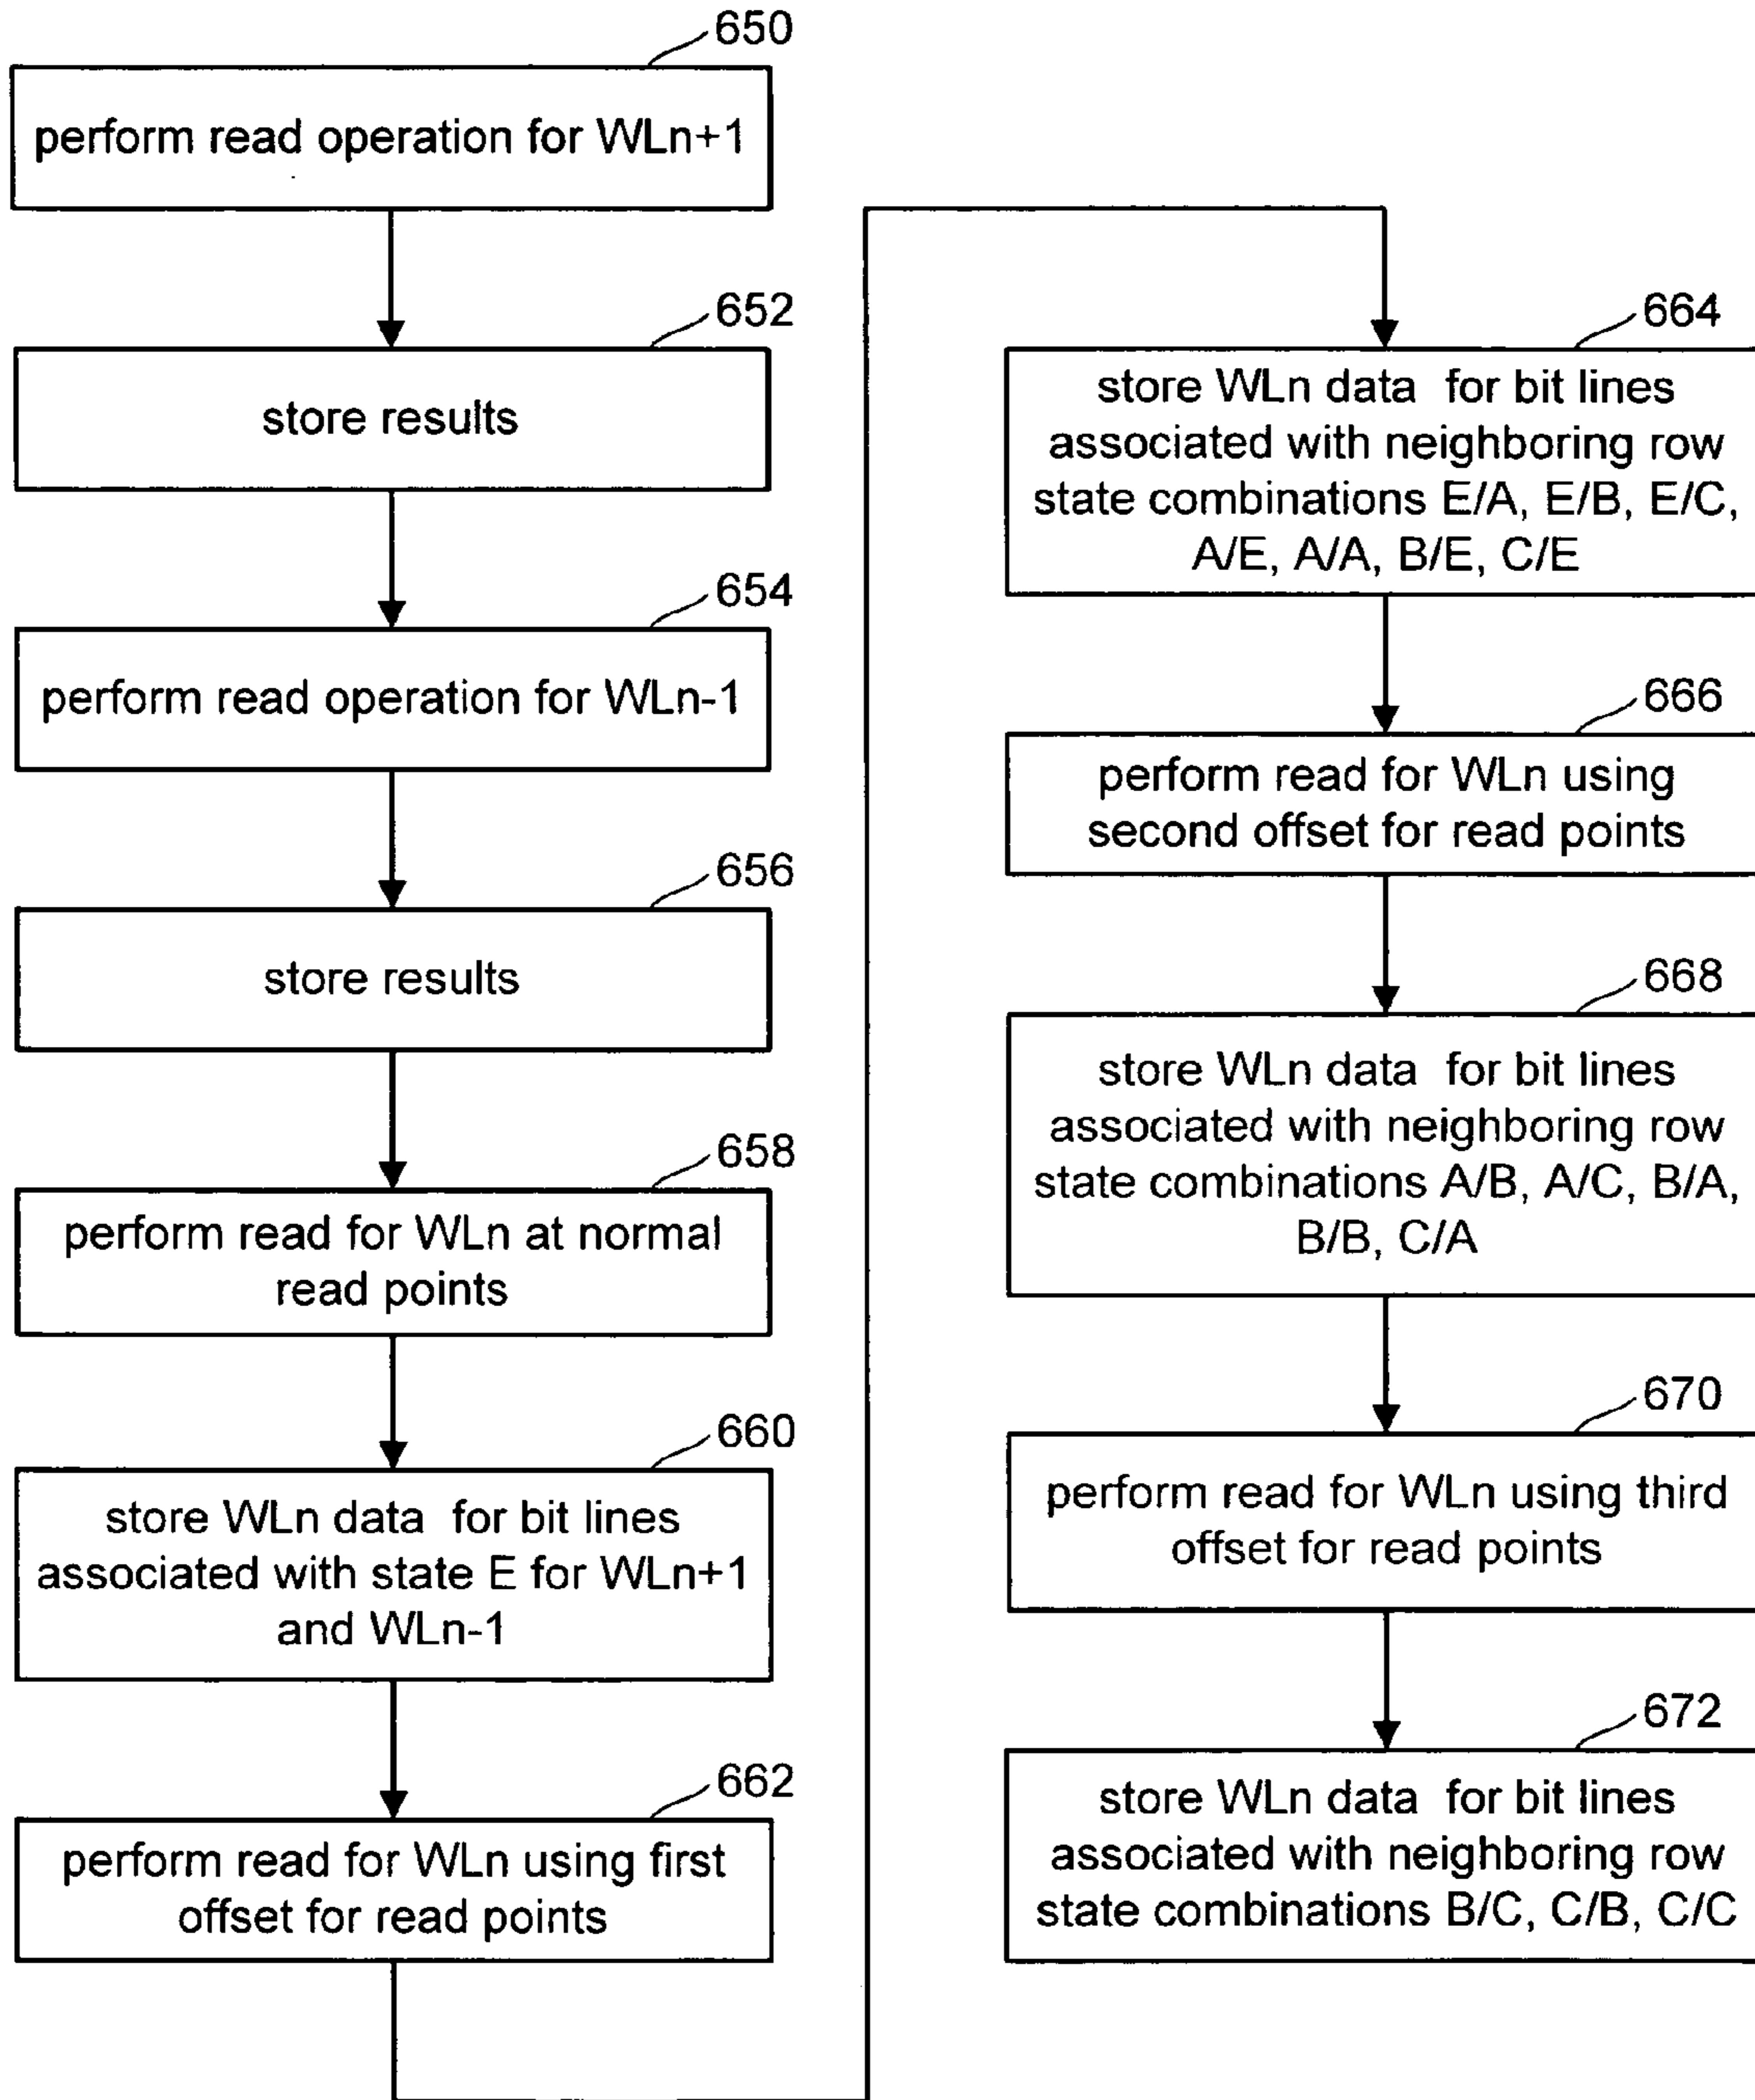 650
perform read operation for WLn+1
652
store results
654
perform read operation for WLn-1
656
store results
658
perform read for WLn at normal
read points
660
store WLn data for bit lines
associated with state E for WLn+1
and WLn-1
662
perform read for WLn using first
offset for read points
664
store WLn data for bit lines
associated with neighboring row
state combinations E/A, E/B, E/C,
A/E, A/A, B/E, C/E
666
perform read for WLn using
second offset for read points
668
store WLn data for bit lines
associated with neighboring row
state combinations A/B, A/C, B/A,
B/B, C/A
670
perform read for WLn using third
offset for read points
672
store WLn data for bit lines
associated with neighboring row
state combinations B/C, C/B, C/C